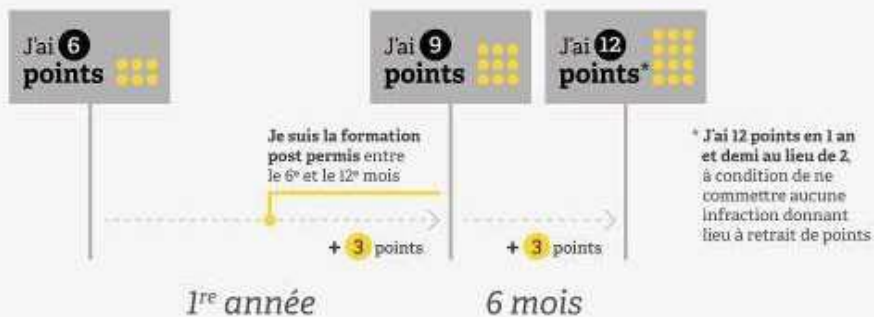 J'ai 6
points
J'ai 9
points
J'ai 12
points*
Je suis la formation
post permis entre
le 6e et le 12e mois
* J'ai 12 points en 1 an
et demi au lieu de 2,
à condition de ne
commettre aucune
infraction donnant
lieu à retrait de points
+ 3 points
+ 3 points
1re année
6 mois